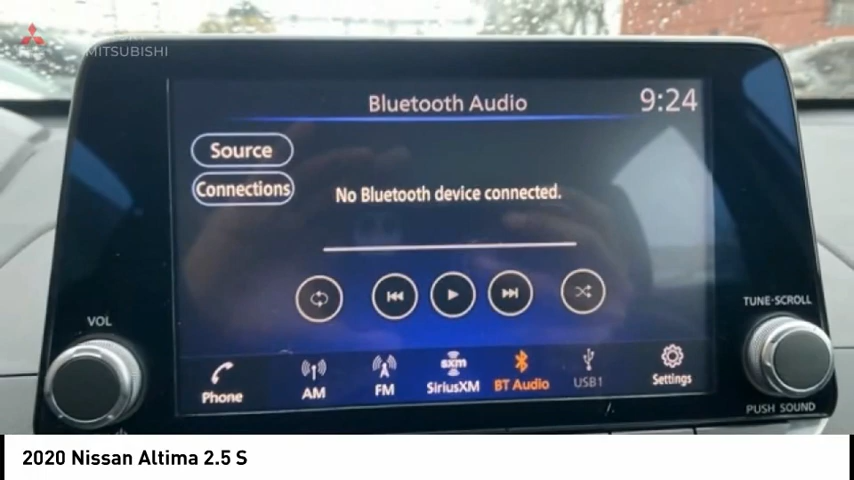 MITSUBISHI
Bluetooth Audio
9:24
Source
Connections
No Bluetooth device connected.
VOL
TUNE·SCROLL
Phone
AM
FM
sxm
SiriusXM
BT Audio
USB1
Settings
PUSH SOUND
2020 Nissan Altima 2.5 S